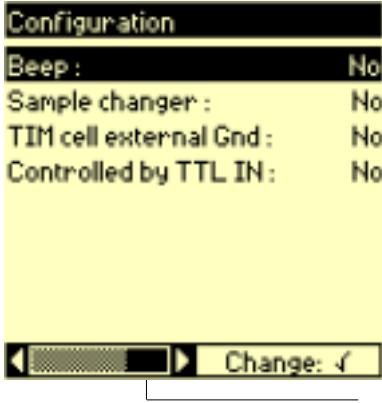 Configuration
Beep : No
Sample changer : No
TIM cell external Gnd : No
Controlled by TTL IN : No
Change: √